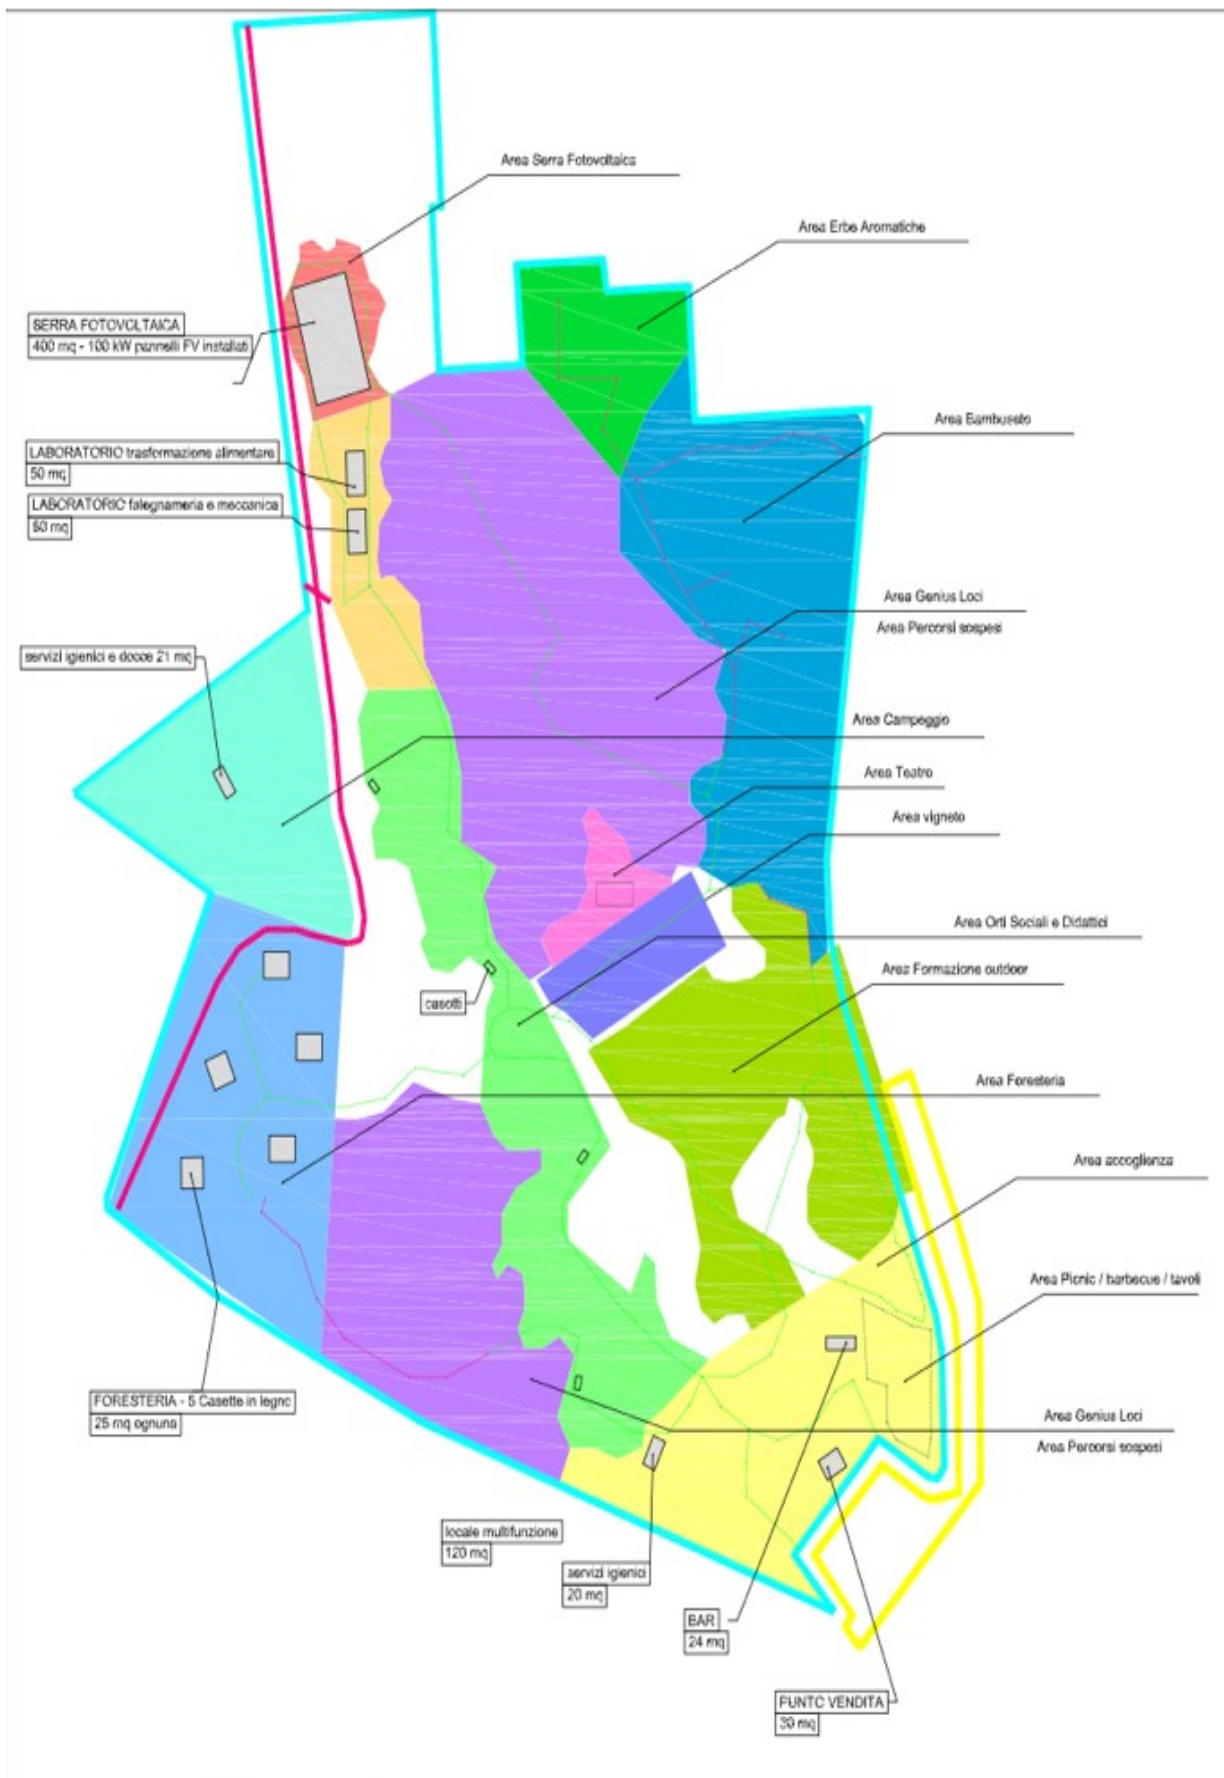 Area Serra Fotovoltaica
Area Erbe Aromatiche
SERRA FOTOVOLTAICA
400 mq - 100 kW pannelli FV installati
Area Bambuseto
LABORATORIO trasformazione alimentare
50 mq
LABORATORIO falegnameria e meccanica
50 mq
Area Genius Loci
Area Percorsi sospesi
servizi igienici e docce 21 mq
Area Campeggio
Area Teatro
Area vigneto
Area Orti Sociali e Didattici
Area Formazione outdoor
casotti
Area Foresteria
Area accoglienza
Area Picnic / barbecue / tavoli
FORESTERIA - 5 Casette in legno
25 mq ognuna
Area Genius Loci
Area Percorsi sospesi
locale multifunzione
120 mq
servizi igienici
20 mq
BAR
24 mq
PUNTO VENDITA
30 mq